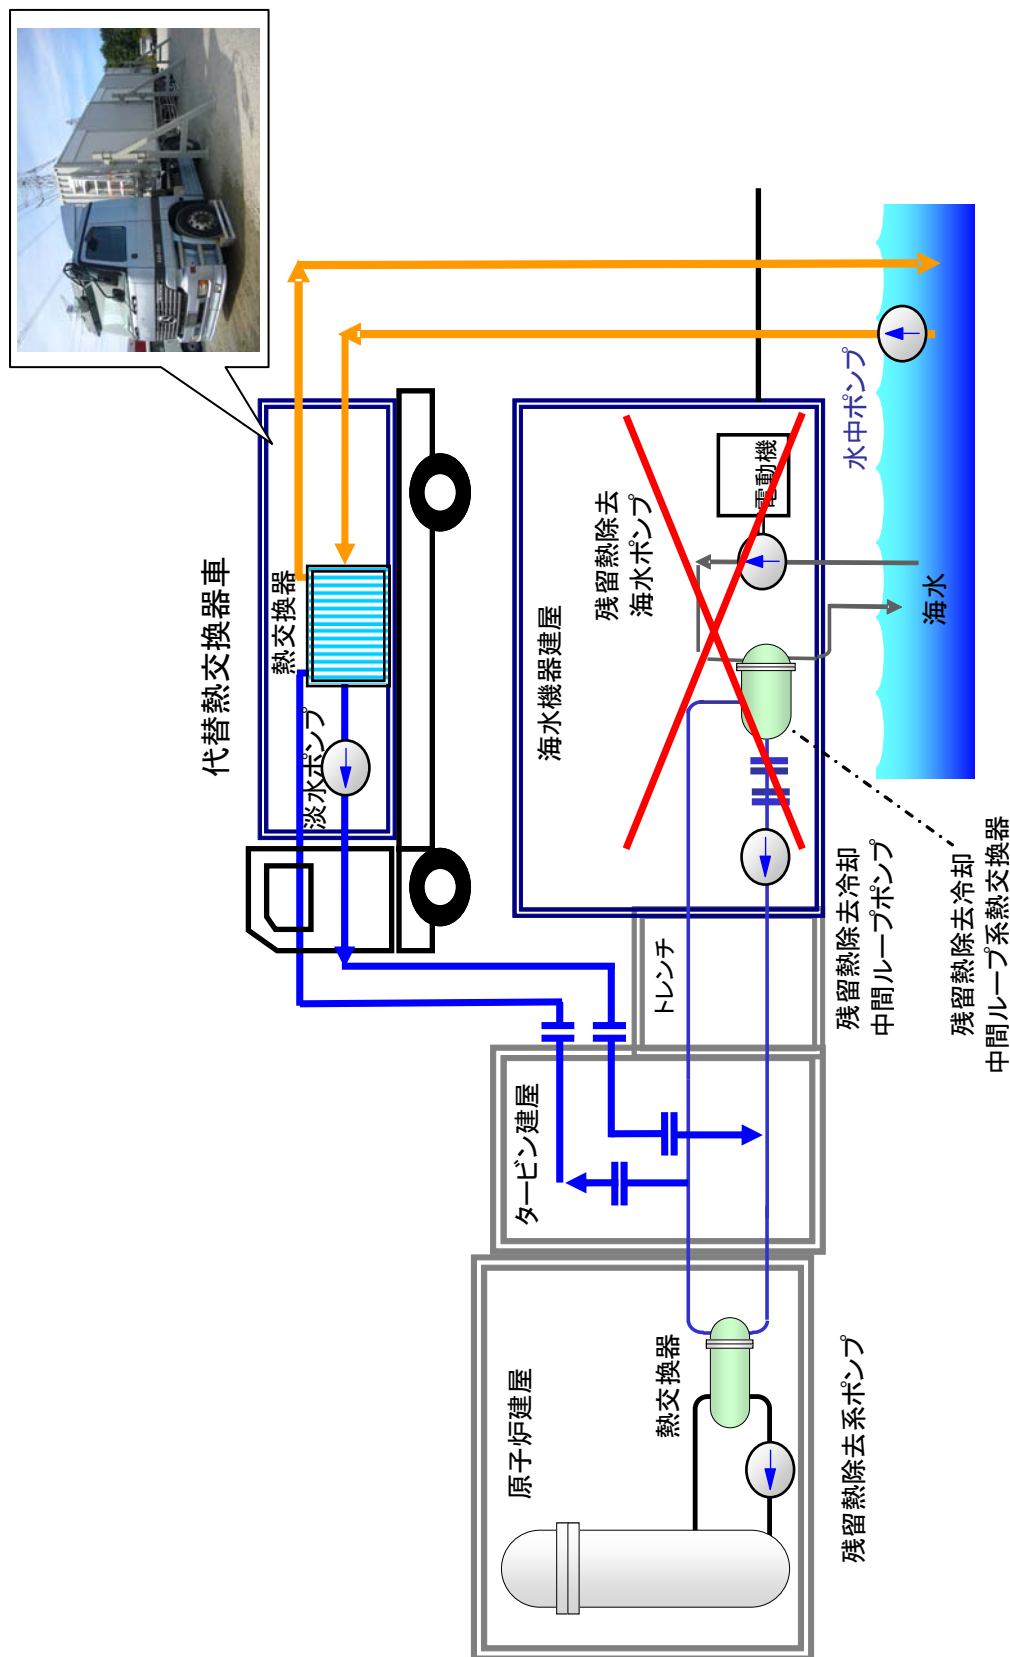 代替熱交換器車
熱交換器
淡水ポンプ
海水機器建屋
残留熱除去
海水ポンプ
電動機
水中ポンプ
海水
トレンチ
残留熱除去冷却
中間ループポンプ
残留熱除去冷却
中間ループ系熱交換器
タービン建屋
原子炉建屋
熱交換器
残留熱除去系ポンプ